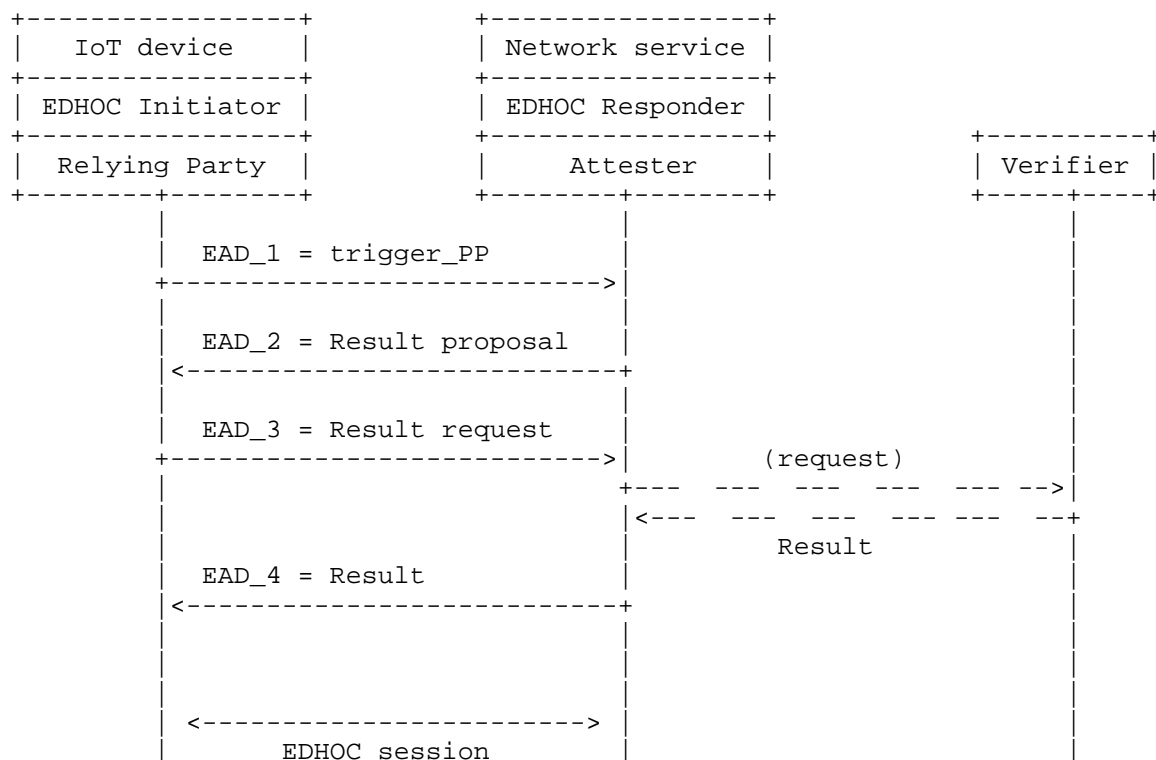 IoT device Network service
EDHOC Initiator EDHOC Responder
Relying Party Attester Verifier
EAD_1 = trigger_PP
EAD_2 = Result proposal
EAD_3 = Result request
(request)
Result
EAD_4 = Result
EDHOC session